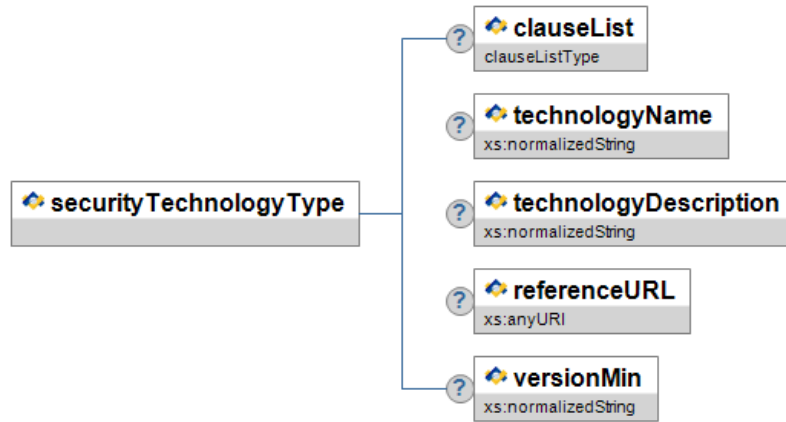 ? clauseList
clauseListType
? technologyName
xs:normalizedString
securityTechnologyType
? technologyDescription
xs:normalizedString
? referenceURL
xs:anyURI
? versionMin
xs:normalizedString